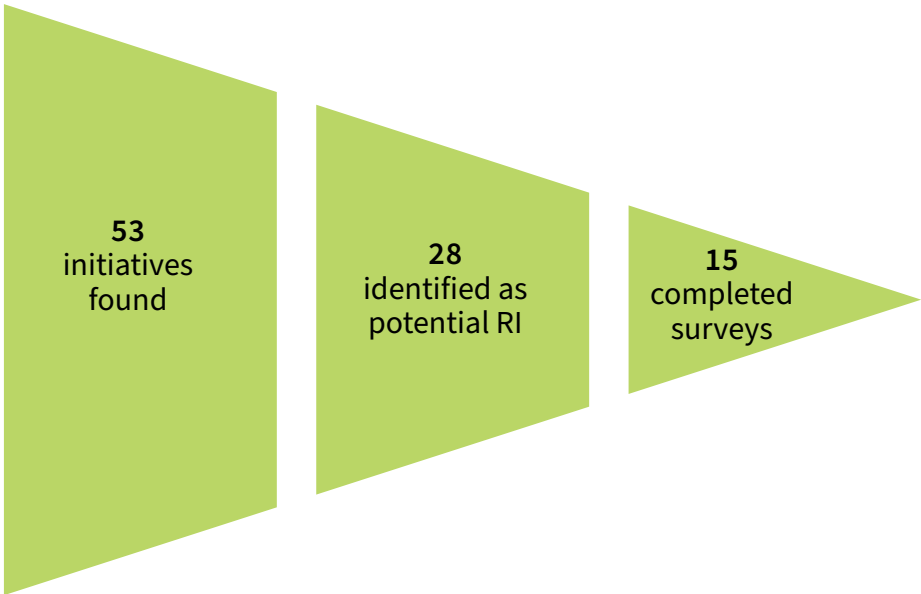 53
initiatives
found
28
identified as
potential RI
15
completed
surveys